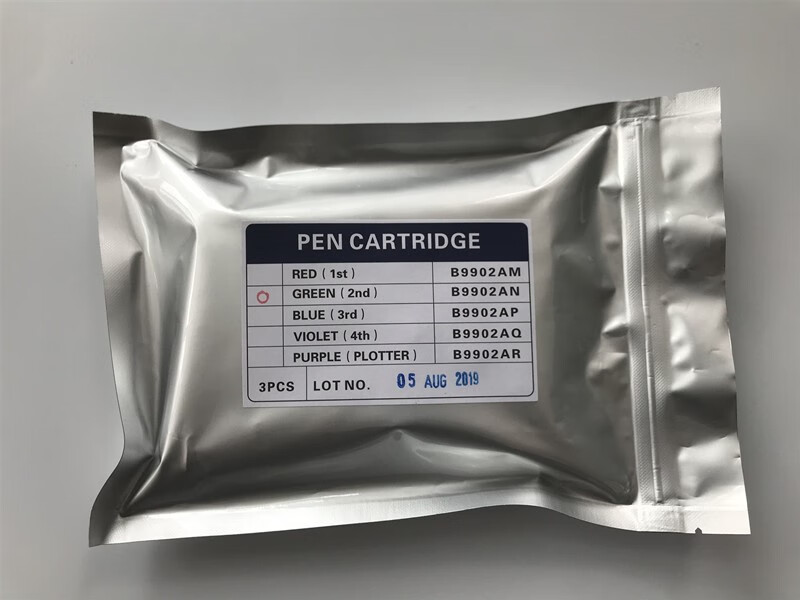 PEN CARTRIDGE
RED ( 1st ) B9902AM
GREEN ( 2nd ) B9902AN
BLUE ( 3rd ) B9902AP
VIOLET ( 4th ) B9902AQ
PURPLE ( PLOTTER ) B9902AR
3PCS LOT NO. 05 AUG 2019